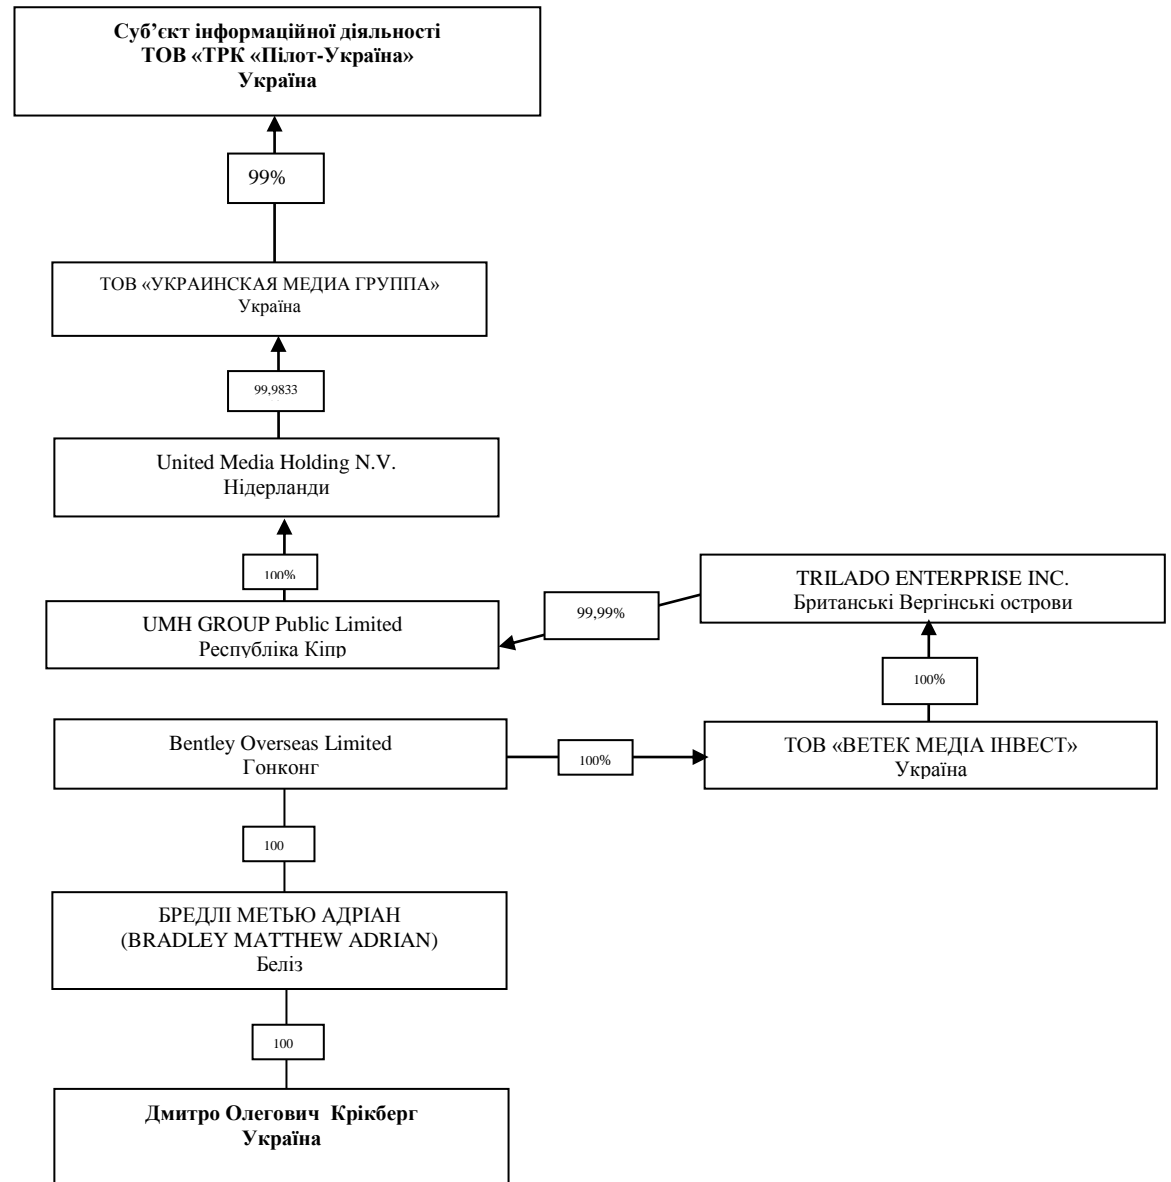 Суб’єкт інформаційної діяльності
ТОВ «ТРК «Пілот-Україна»
Україна
99%
ТОВ «УКРАИНСКАЯ МЕДИА ГРУППА»
Україна
99,9833
United Media Holding N.V.
Нідерланди
100%
TRILADO ENTERPRISE INC.
Британські Вергінські острови
99,99%
UMH GROUP Public Limited
Республіка Кіпр
100%
Bentley Overseas Limited
Гонконг
100%
ТОВ «ВЕТЕК МЕДІА ІНВЕСТ»
Україна
100
БРЕДЛІ МЕТЬЮ АДРІАН
(BRADLEY MATTHEW ADRIAN)
Беліз
100
Дмитро Олегович Крікберг
Україна